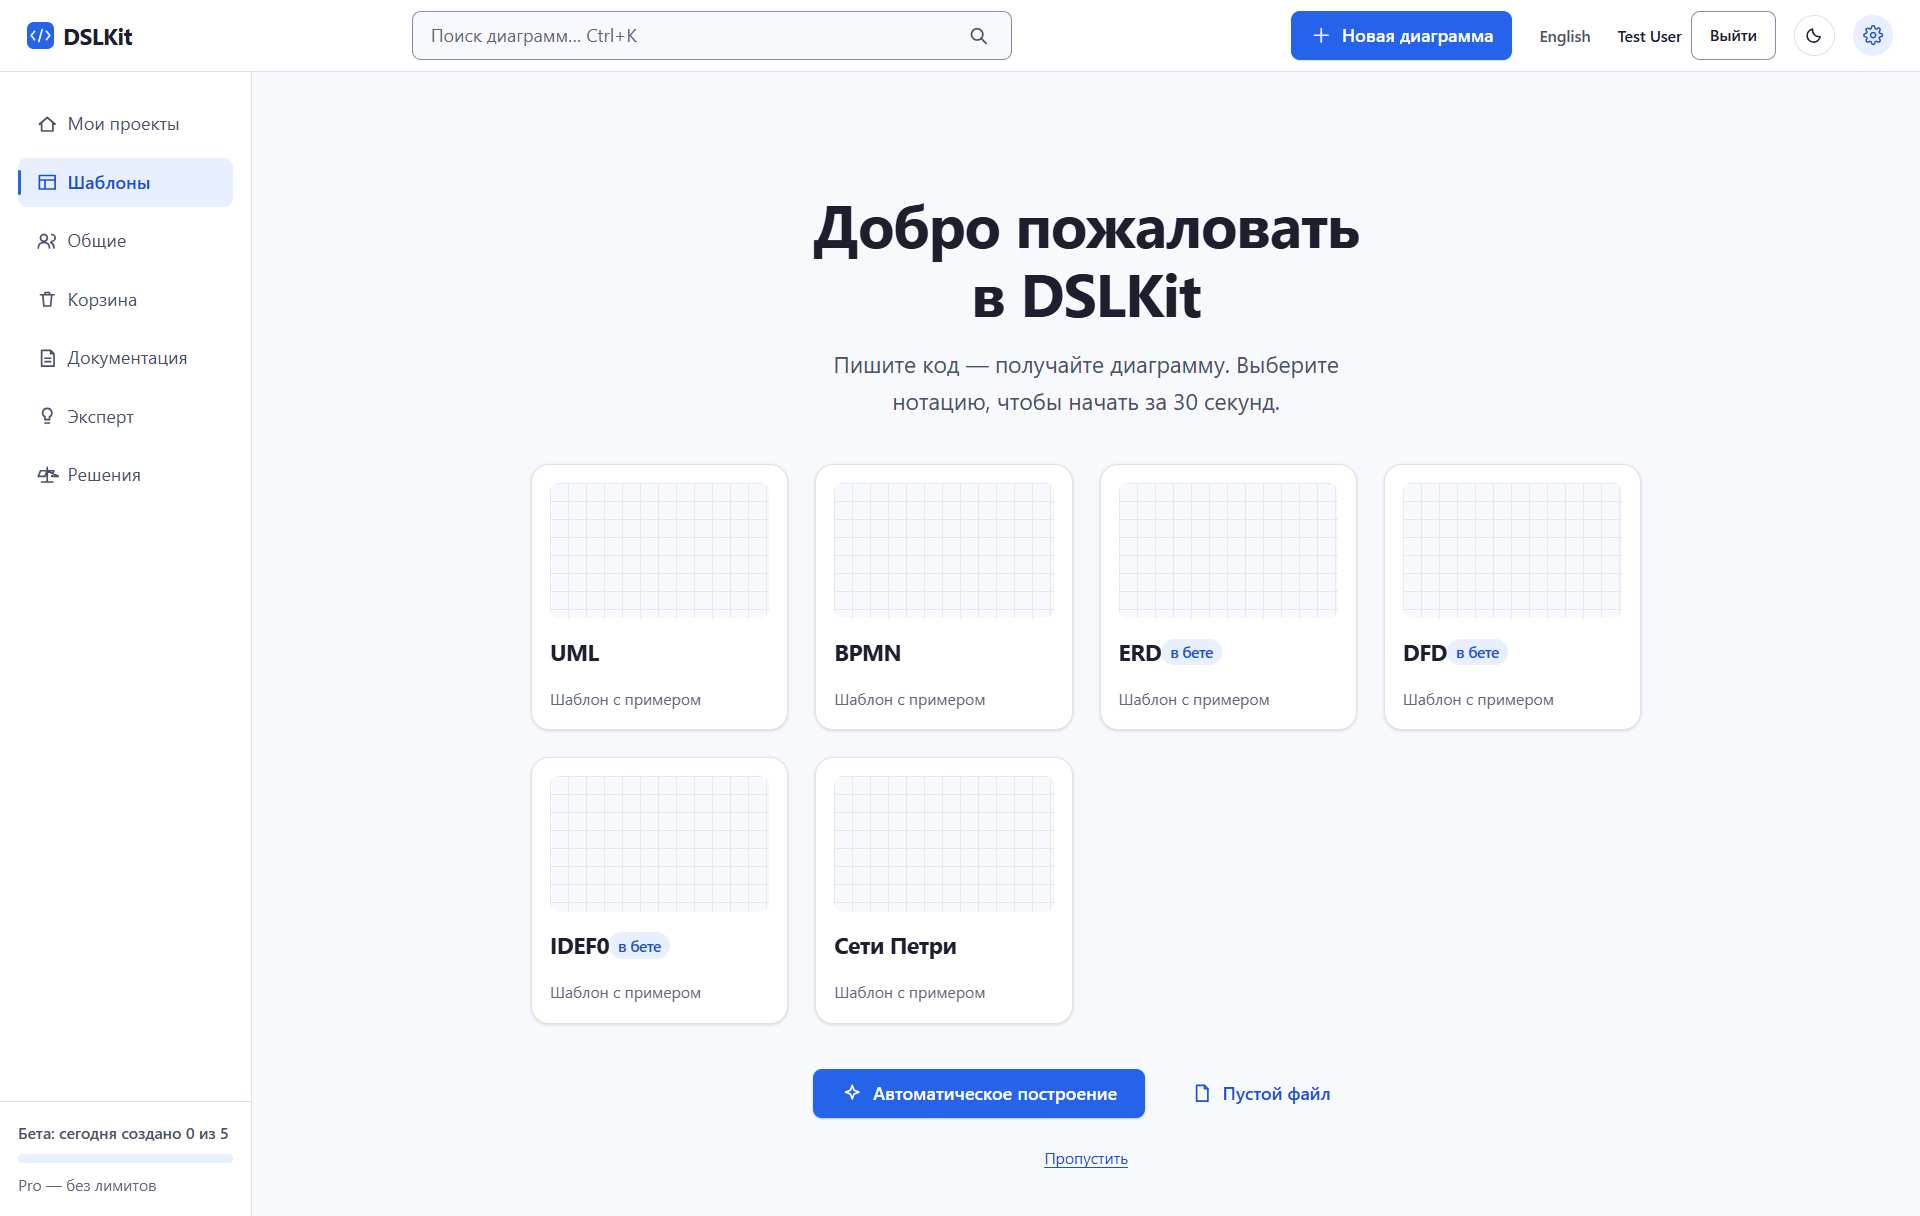 DSLKit
Поиск диаграмм... Ctrl+K
Новая диаграмма
English
Test User
Выйти
Мои проекты
Шаблоны
Общие
Корзина
Документация
Эксперт
Решения
Добро пожаловать
в DSLKit
Пишите код — получайте диаграмму. Выберите
нотацию, чтобы начать за 30 секунд.
UML
Шаблон с примером
BPMN
Шаблон с примером
ERD в бете
Шаблон с примером
DFD в бете
Шаблон с примером
IDEF0 в бете
Шаблон с примером
Сети Петри
Шаблон с примером
Автоматическое построение
Пустой файл
Пропустить
Бета: сегодня создано 0 из 5
Pro — без лимитов